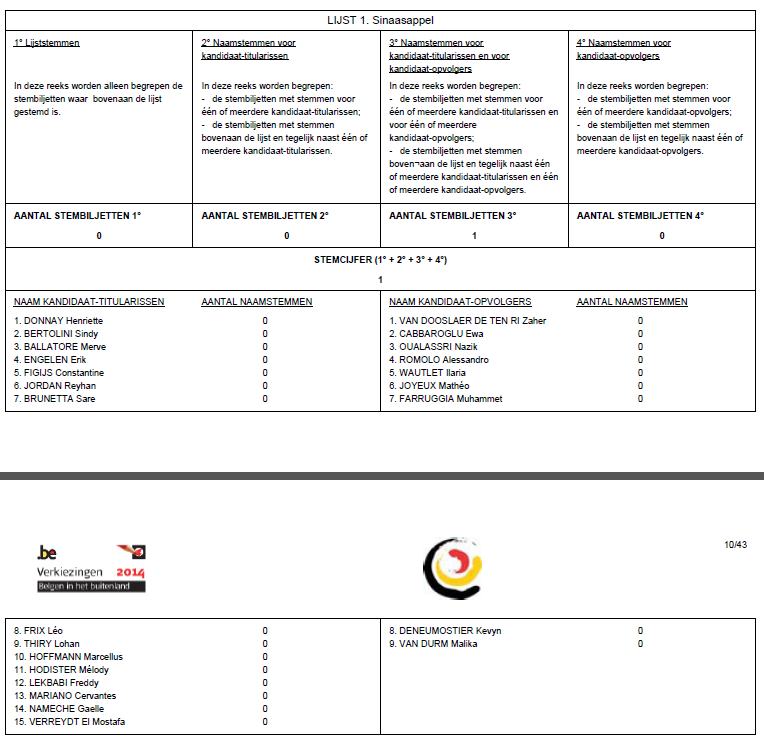 LIJST 1. Sinaasappel
1° Lijststemmen
In deze reeks worden alleen begrepen de
stembiljetten waar bovenaan de lijst
gestemd is.
2° Naamstemmen voor
kandidaat-titularissen
In deze reeks worden begrepen:
- de stembiljetten met stemmen voor
één of meerdere kandidaat-titularissen;
- de stembiljetten met stemmen
bovenaan de lijst en tegelijk naast één of
meerdere kandidaat-titularissen.
3° Naamstemmen voor
kandidaat-titularissen en voor
kandidaat-opvolgers
In deze reeks worden begrepen:
- de stembiljetten met stemmen voor
één of meerdere kandidaat-titularissen en
voor één of meerdere
kandidaat-opvolgers;
- de stembiljetten met stemmen
boven¬aan de lijst en tegelijk naast één
of meerdere kandidaat-titularissen en één
of meerdere kandidaat-opvolgers.
4° Naamstemmen voor
kandidaat-opvolgers
In deze reeks worden begrepen:
- de stembiljetten met stemmen voor
één of meerdere kandidaat-opvolgers;
- de stembiljetten met stemmen
bovenaan de lijst en tegelijk naast één of
meerdere kandidaat-opvolgers.
AANTAL STEMBILJETTEN 1°
0
AANTAL STEMBILJETTEN 2°
0
AANTAL STEMBILJETTEN 3°
1
AANTAL STEMBILJETTEN 4°
0
STEMCIJFER (1° + 2° + 3° + 4°)
1
NAAM KANDIDAAT-TITULARISSEN AANTAL NAAMSTEMMEN
1. DONNAY Henriette 0
2. BERTOLINI Sindy 0
3. BALLATORE Merve 0
4. ENGELEN Erik 0
5. FIGIJS Constantine 0
6. JORDAN Reyhan 0
7. BRUNETTA Sare 0
NAAM KANDIDAAT-OPVOLGERS AANTAL NAAMSTEMMEN
1. VAN DOOSLAER DE TEN RI Zaher 0
2. CABBAROGLU Ewa 0
3. OUALASSRI Nazik 0
4. ROMOLO Alessandro 0
5. WAUTLET Ilaria 0
6. JOYEUX Mathéo 0
7. FARRUGGIA Muhammet 0
.be
Verkiezingen 2014
Belgen in het buitenland
10/43
8. FRIX Léo 0
9. THIRY Lohan 0
10. HOFFMANN Marcellus 0
11. HODISTER Mélody 0
12. LEKBABI Freddy 0
13. MARIANO Cervantes 0
14. NAMECHE Gaelle 0
15. VERREYDT El Mostafa 0
8. DENEUMOSTIER Kevyn 0
9. VAN DURM Malika 0